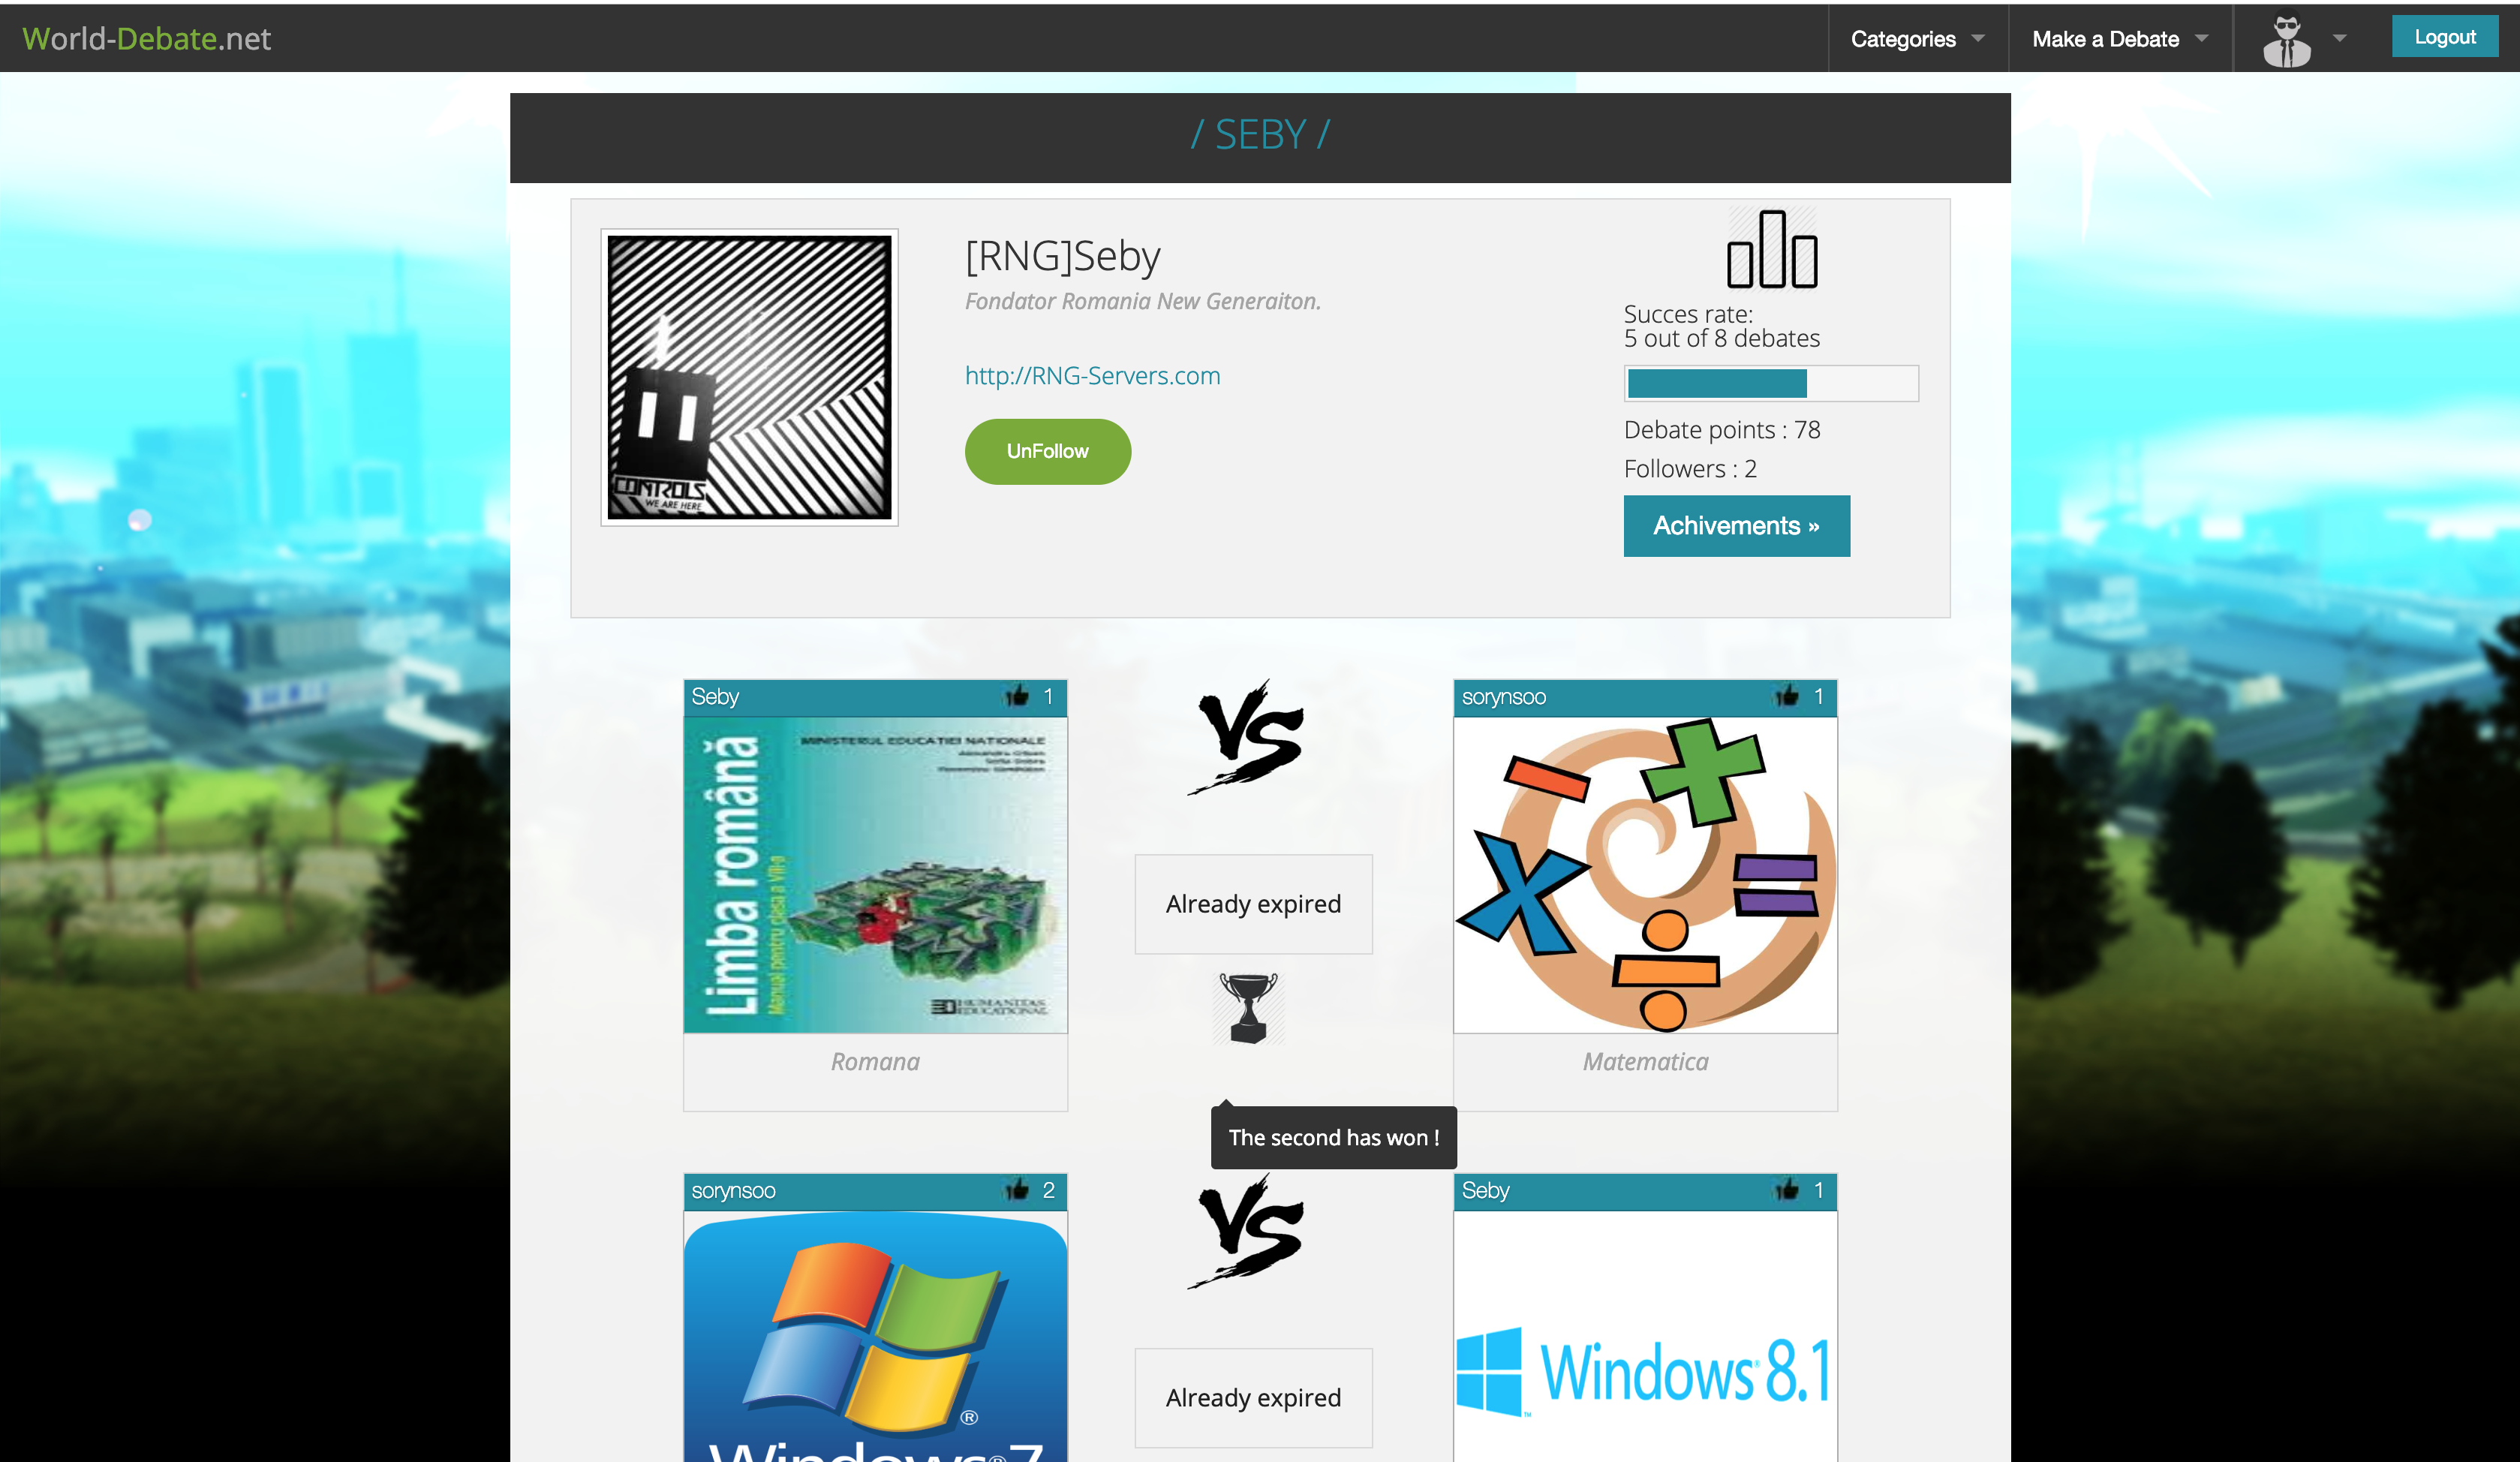 World-Debate.net
Categories
Make a Debate
Logout
/ SEBY /
[RNG]Seby
Fondator Romania New Generaiton.
http://RNG-Servers.com
UnFollow
CONTROLS
WE ARE HERE
Succes rate:
5 out of 8 debates
Debate points : 78
Followers : 2
Achivements »
Seby 1
MINISTERUL EDUCAȚIEI NAȚIONALE
Limba română
Manual pentru clasa a VIII-a
HUMANITAS
EDUCATIONAL
Romana
VS
Already expired
sorynsoo 1
Matematica
The second has won !
sorynsoo 2
Windows®7
VS
Already expired
Seby 1
Windows® 8.1